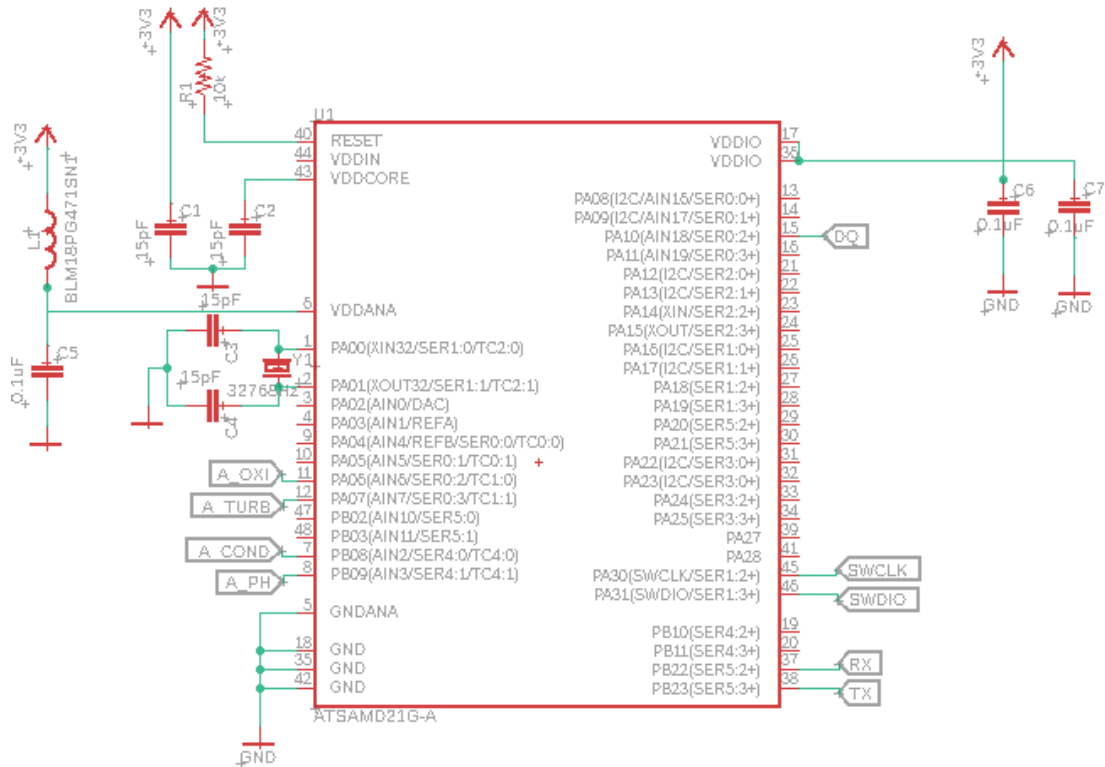 +3V3
+3V3
+3V3
+3V3
R1
10k
L1
BLM18PG471SN1
C1
15pF
C2
15pF
C5
0.1uF
15pF
C3
15pF
C4
Y1
32768Hz
C6
0.1uF
C7
0.1uF
GND
GND
U1
40 RESET
44 VDDIN
43 VDDCORE
6 VDDANA
1 PA00(XIN32/SER1:0/TC2:0)
2 PA01(XOUT32/SER1:1/TC2:1)
3 PA02(AIN0/DAC)
4 PA03(AIN1/REFA)
9 PA04(AIN4/REFB/SER0:0/TC0:0)
10 PA05(AIN5/SER0:1/TC0:1)
A_OXI 11 PA06(AIN6/SER0:2/TC1:0)
A_TURB 12 PA07(AIN7/SER0:3/TC1:1)
47 PB02(AIN10/SER5:0)
48 PB03(AIN11/SER5:1)
A_COND 7 PB08(AIN2/SER4:0/TC4:0)
A_PH 8 PB09(AIN3/SER4:1/TC4:1)
5 GNDANA
18 GND
35 GND
42 GND
GND
VDDIO 17
VDDIO 36
PA08(I2C/AIN16/SER0:0+) 13
PA09(I2C/AIN17/SER0:1+) 14
PA10(AIN18/SER0:2+) 15 DQ
PA11(AIN19/SER0:3+) 16
PA12(I2C/SER2:0+) 21
PA13(I2C/SER2:1+) 22
PA14(XIN/SER2:2+) 23
PA15(XOUT/SER2:3+) 24
PA16(I2C/SER1:0+) 25
PA17(I2C/SER1:1+) 26
PA18(SER1:2+) 27
PA19(SER1:3+) 28
PA20(SER5:2+) 29
PA21(SER5:3+) 30
PA22(I2C/SER3:0+) 31
PA23(I2C/SER3:0+) 32
PA24(SER3:2+) 33
PA25(SER3:3+) 34
PA27 39
PA28 41
PA30(SWCLK/SER1:2+) 45 SWCLK
PA31(SWDIO/SER1:3+) 46 SWDIO
PB10(SER4:2+) 19
PB11(SER4:3+) 20
PB22(SER5:2+) 37 RX
PB23(SER5:3+) 38 TX
ATSAMD21G-A